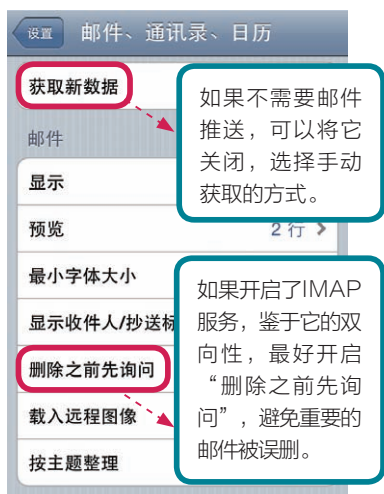 设置 邮件、通讯录、日历
获取新数据
如果不需要邮件
推送，可以将它
关闭，选择手动
获取的方式。
邮件
显示
预览 2 行
最小字体大小
显示收件人/抄送标
删除之前先询问
载入远程图像
按主题整理
如果开启了IMAP
服务，鉴于它的双
向性，最好开启
“删除之前先询
问”，避免重要的
邮件被误删。